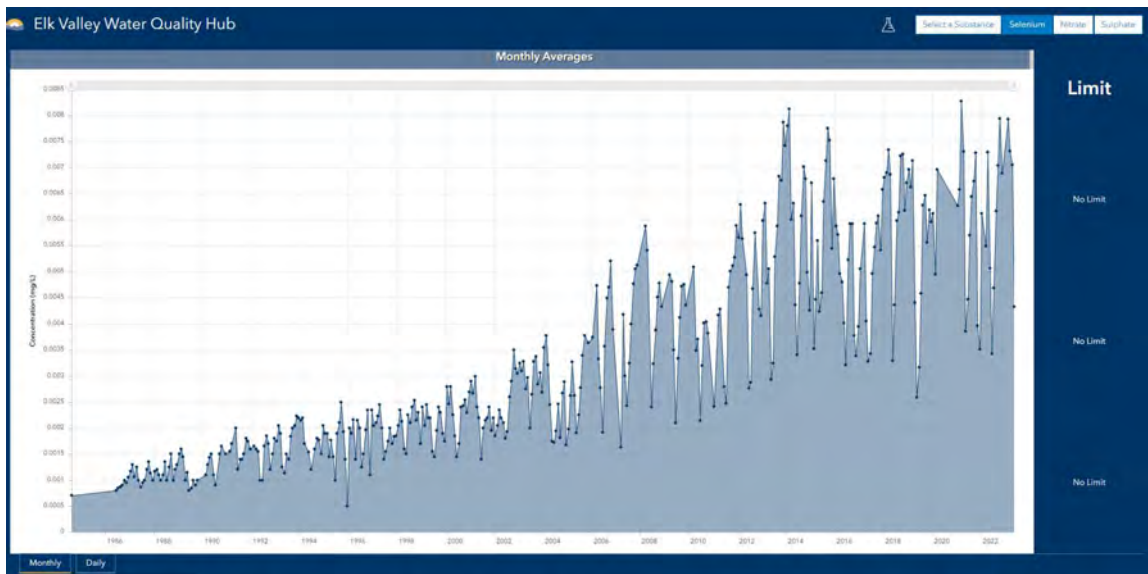 Elk Valley Water Quality Hub
Select a Substance
Selenium
Nitrate
Sulphate
Monthly Averages
Limit
No Limit
No Limit
No Limit
Concentration (mg/L)
0.0085
0.008
0.0075
0.007
0.0065
0.006
0.0055
0.005
0.0045
0.004
0.0035
0.003
0.0025
0.002
0.0015
0.001
0.0005
0
1986 1988 1990 1992 1994 1996 1998 2000 2002 2004 2006 2008 2010 2012 2014 2016 2018 2020 2022
Monthly
Daily